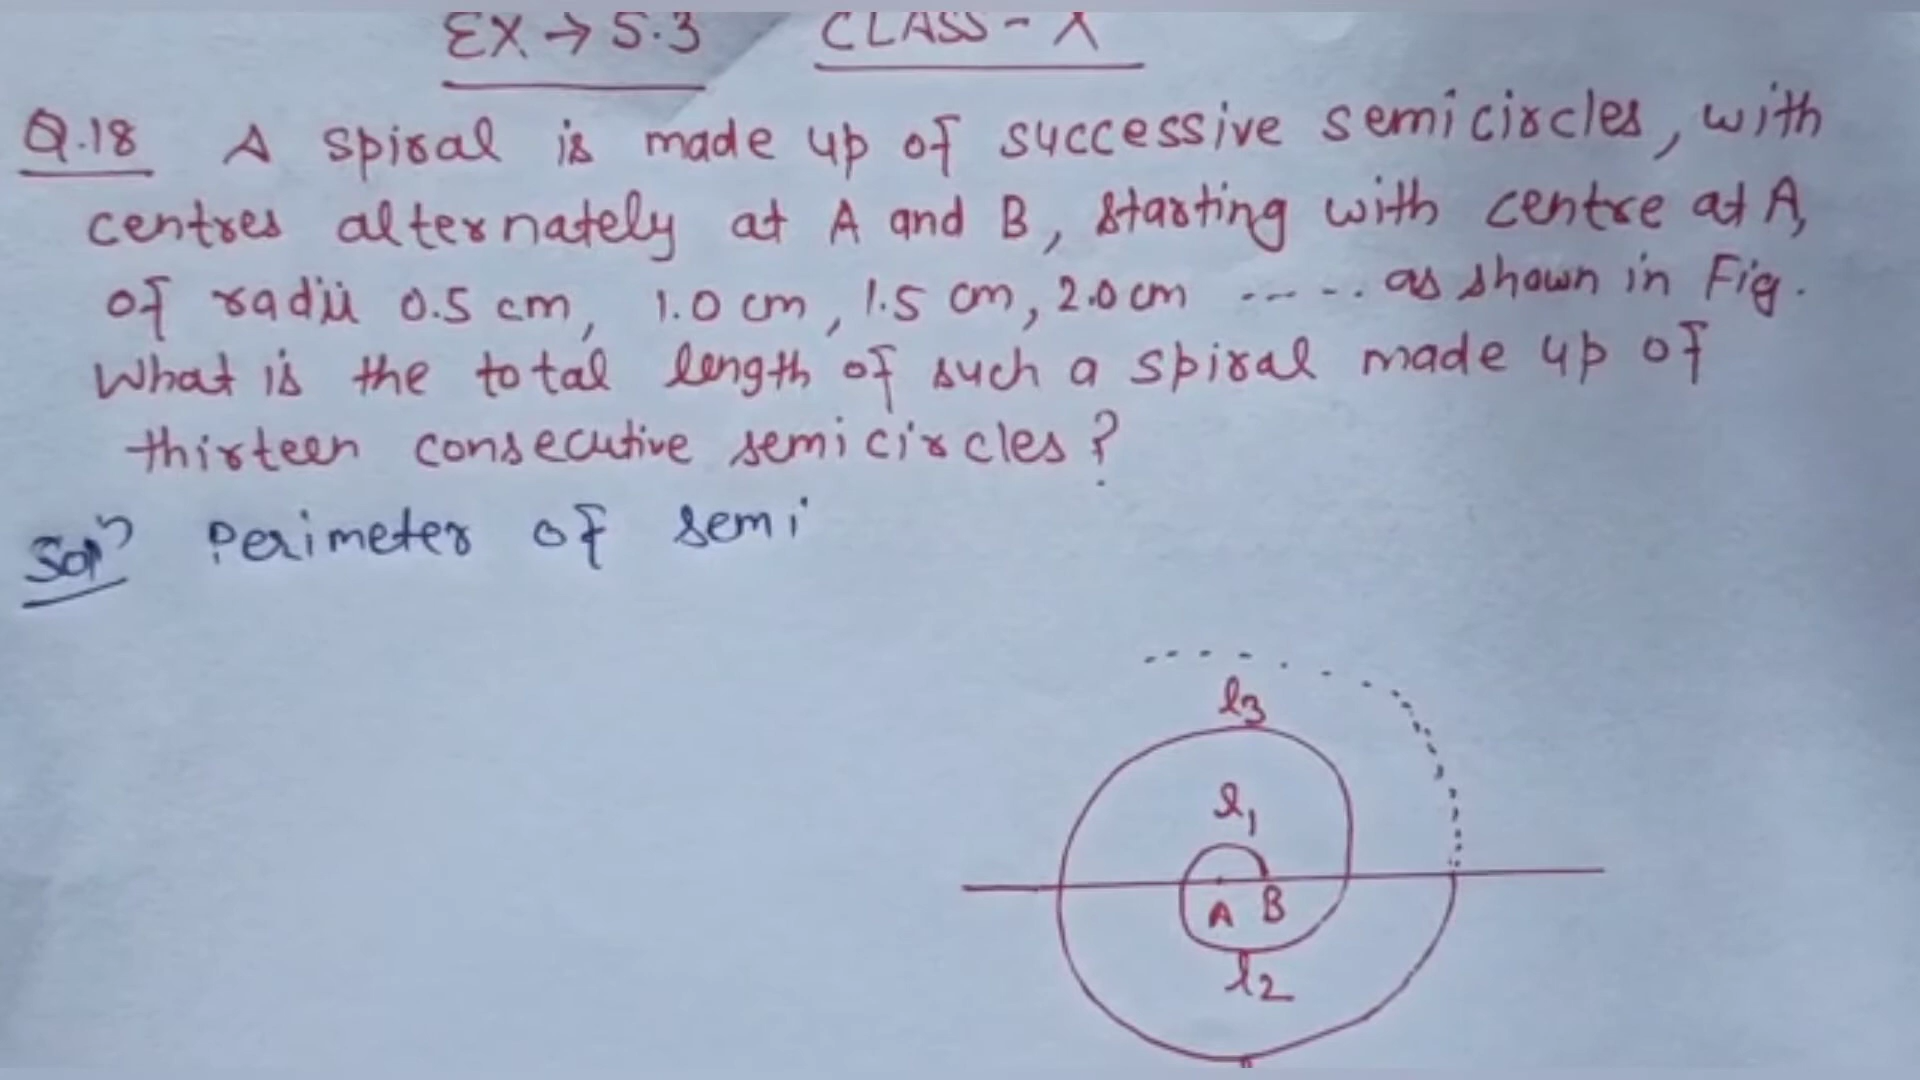 EX → 5.3 CLASS - X
Q.18 A spiral is made up of successive semicircles, with
centres alternately at A and B, starting with centre at A,
of radii 0.5 cm, 1.0 cm, 1.5 cm, 2.0 cm ----- as shown in Fig.
What is the total length of such a spiral made up of
thirteen consecutive semicircles?
Solⁿ Perimeter of semi
l3
l1
A B
l2